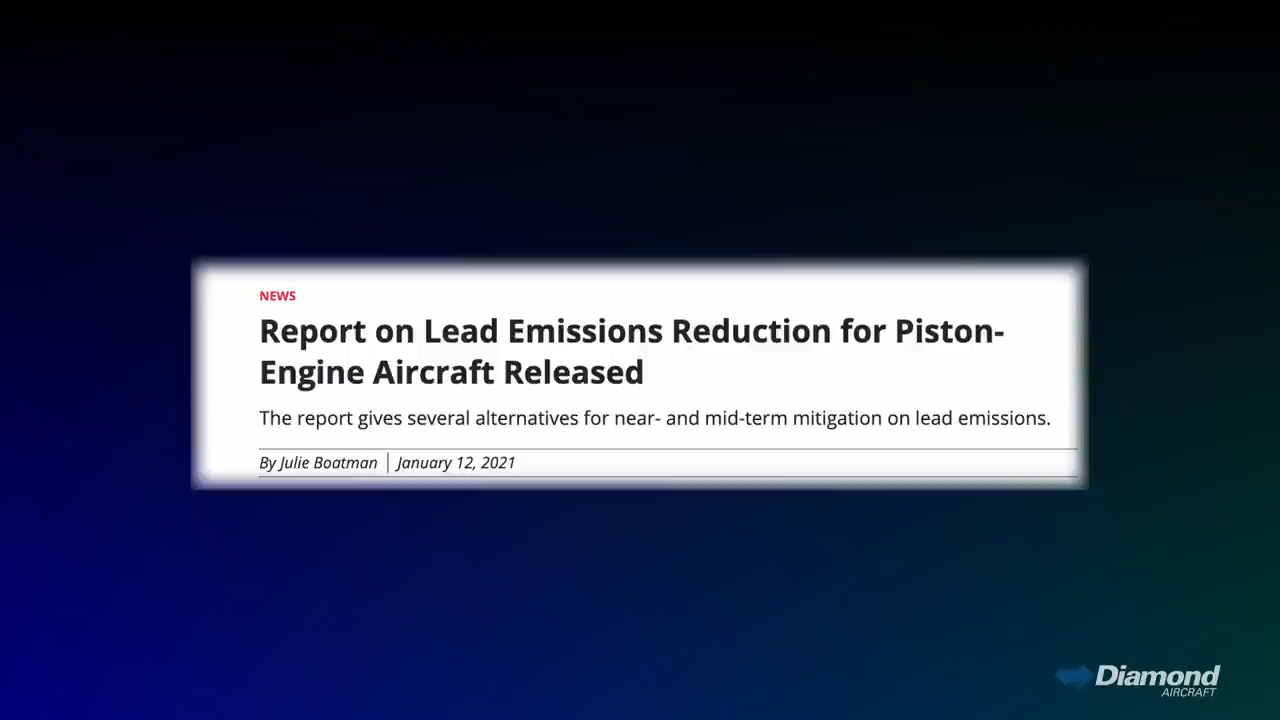 NEWS
Report on Lead Emissions Reduction for Piston-
Engine Aircraft Released
The report gives several alternatives for near- and mid-term mitigation on lead emissions.
By Julie Boatman | January 12, 2021
Diamond
AIRCRAFT